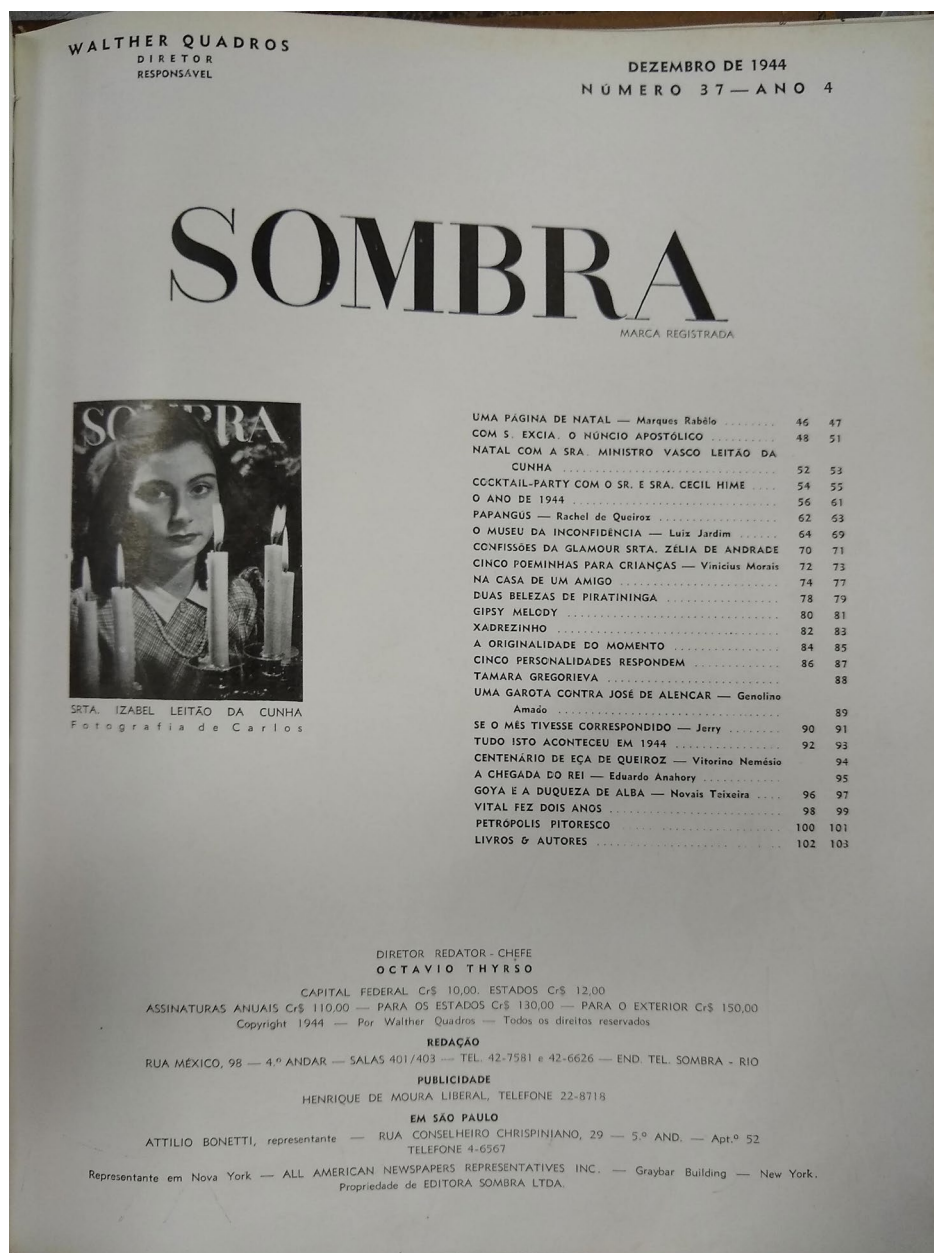 WALTHER QUADROS
DIRETOR
RESPONSÁVEL
DEZEMBRO DE 1944
NÚMERO 37 — ANO 4
SOMBRA
MARCA REGISTRADA
SOMBRA
SRTA. IZABEL LEITÃO DA CUNHA
Fotografia de Carlos
UMA PÁGINA DE NATAL — Marques Rabêlo ........ 46 47
COM S. EXCIA. O NÚNCIO APOSTÓLICO .......... 48 51
NATAL COM A SRA. MINISTRO VASCO LEITÃO DA
CUNHA .................................. 52 53
COCKTAIL-PARTY COM O SR. E SRA. CECIL HIME .... 54 55
O ANO DE 1944 ................................ 56 61
PAPANGÚS — Rachel de Queiroz .................. 62 63
O MUSEU DA INCONFIDÊNCIA — Luiz Jardim ...... 64 69
CONFISSÕES DA GLAMOUR SRTA. ZÉLIA DE ANDRADE 70 71
CINCO POEMINHAS PARA CRIANÇAS — Vinicius Morais 72 73
NA CASA DE UM AMIGO ........................ 74 77
DUAS BELEZAS DE PIRATININGA .................. 78 79
GIPSY MELODY ................................ 80 81
XADREZINHO .................................. 82 83
A ORIGINALIDADE DO MOMENTO ................ 84 85
CINCO PERSONALIDADES RESPONDEM ............ 86 87
TAMARA GREGORIEVA .......................... 88
UMA GAROTA CONTRA JOSÉ DE ALENCAR — Genolino
Amado .................................. 89
SE O MÊS TIVESSE CORRESPONDIDO — Jerry ........ 90 91
TUDO ISTO ACONTECEU EM 1944 ................ 92 93
CENTENÁRIO DE EÇA DE QUEIROZ — Vitorino Nemésio 94
A CHEGADA DO REI — Eduardo Anahory ............ 95
GOYA E A DUQUEZA DE ALBA — Novais Teixeira .... 96 97
VITAL FEZ DOIS ANOS .......................... 98 99
PETRÓPOLIS PITORESCO ........................ 100 101
LIVROS & AUTORES ............................ 102 103
DIRETOR REDATOR - CHEFE
OCTAVIO THYRSO
CAPITAL FEDERAL Cr$ 10,00. ESTADOS Cr$ 12,00
ASSINATURAS ANUAIS Cr$ 110,00 — PARA OS ESTADOS Cr$ 130,00 — PARA O EXTERIOR Cr$ 150,00
Copyright 1944 — Por Walther Quadros — Todos os direitos reservados
REDAÇÃO
RUA MÉXICO, 98 — 4.º ANDAR — SALAS 401/403 — TEL. 42-7581 e 42-6626 — END. TEL. SOMBRA - RIO
PUBLICIDADE
HENRIQUE DE MOURA LIBERAL, TELEFONE 22-8718
EM SÃO PAULO
ATTILIO BONETTI, representante — RUA CONSELHEIRO CHRISPINIANO, 29 — 5.º AND. — Apt.º 52
TELEFONE 4-6567
Representante em Nova York — ALL AMERICAN NEWSPAPERS REPRESENTATIVES INC. — Graybar Building — New York.
Propriedade de EDITORA SOMBRA LTDA.